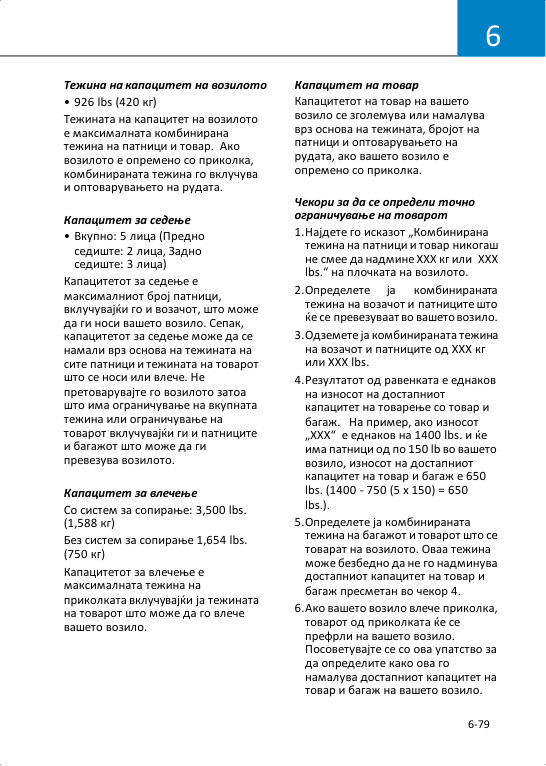 6
Тежина на капацитет на возилото
• 926 lbs (420 кг)
Тежината на капацитет на возилото
е максималната комбинирана
тежина на патници и товар. Ако
возилото е опремено со приколка,
комбинираната тежина го вклучува
и оптоварувањето на рудата.
Капацитет за седење
• Вкупно: 5 лица (Предно
седиште: 2 лица, Задно
седиште: 3 лица)
Капацитетот за седење е
максималниот број патници,
вклучувајќи го и возачот, што може
да ги носи вашето возило. Сепак,
капацитетот за седење може да се
намали врз основа на тежината на
сите патници и тежината на товарот
што се носи или влече. Не
претоварувајте го возилото затоа
што има ограничување на вкупната
тежина или ограничување на
товарот вклучувајќи ги и патниците
и багажот што може да ги
превезува возилото.
Капацитет за влечење
Со систем за сопирање: 3,500 lbs.
(1,588 кг)
Без систем за сопирање 1,654 lbs.
(750 кг)
Капацитетот за влечење е
максималната тежина на
приколката вклучувајќи ја тежината
на товарот што може да го влече
вашето возило.
Капацитет на товар
Капацитетот на товар на вашето
возило се зголемува или намалува
врз основа на тежината, бројот на
патници и оптоварувањето на
рудата, ако вашето возило е
опремено со приколка.
Чекори за да се определи точно
ограничување на товарот
1.Најдете го исказот „Комбинирана
тежина на патници и товар никогаш
не смее да надмине XXX кг или XXX
lbs.“ на плочката на возилото.
2.Определете ја комбинираната
тежина на возачот и патниците што
ќе се превезуваат во вашето возило.
3.Одземете ја комбинираната тежина
на возачот и патниците од XXX кг
или XXX lbs.
4.Резултатот од равенката е еднаков
на износот на достапниот
капацитет на товарење со товар и
багаж. На пример, ако износот
„XXX“ е еднаков на 1400 lbs. и ќе
има патници од по 150 lb во вашето
возило, износот на достапниот
капацитет на товар и багаж е 650
lbs. (1400 - 750 (5 x 150) = 650
lbs.).
5.Определете ја комбинираната
тежина на багажот и товарот што се
товарат на возилото. Оваа тежина
може безбедно да не го надминува
достапниот капацитет на товар и
багаж пресметан во чекор 4.
6.Ако вашето возило влече приколка,
товарот од приколката ќе се
префрли на вашето возило.
Посоветувајте се со ова упатство за
да определите како ова го
намалува достапниот капацитет на
товар и багаж на вашето возило.
6-79